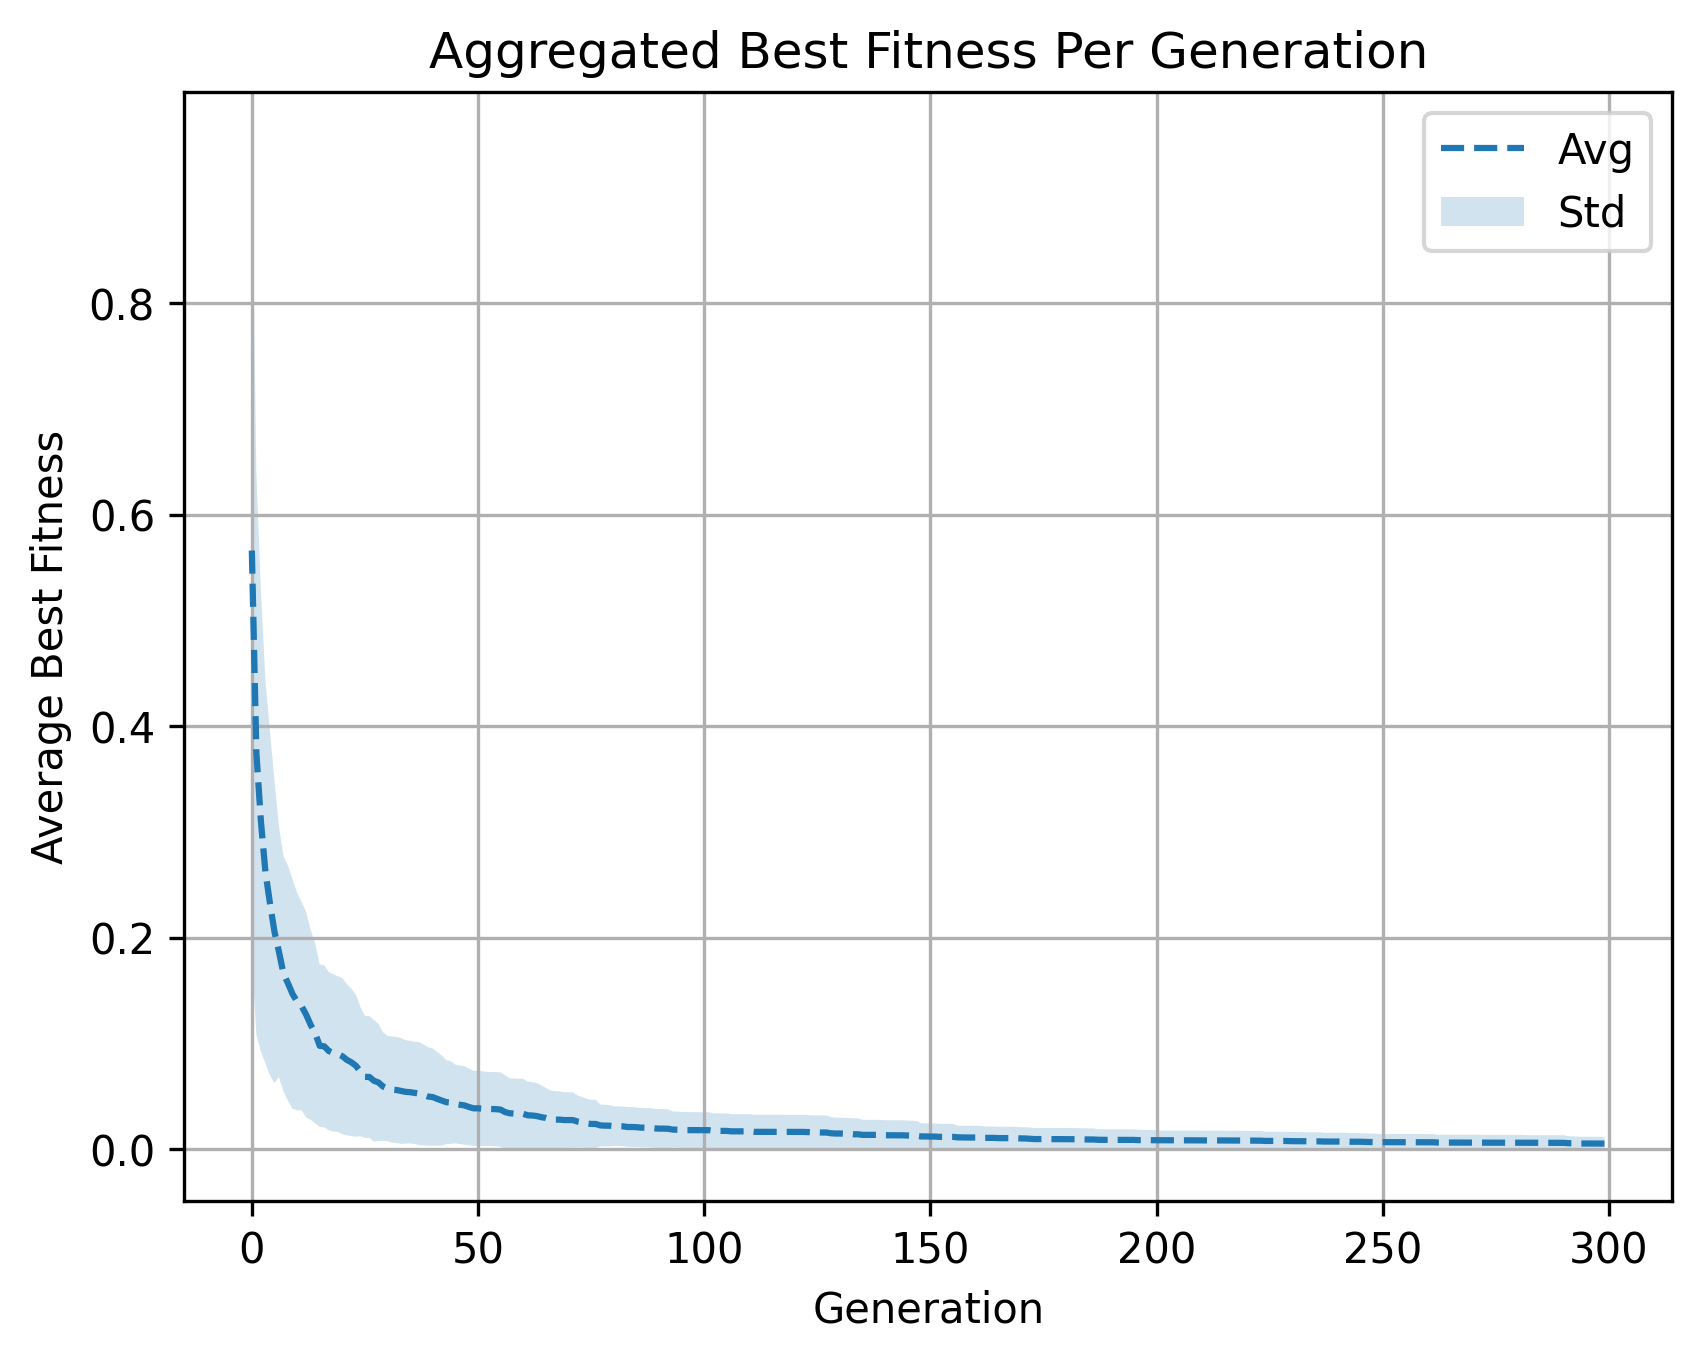 Aggregated Best Fitness Per Generation
Avg
Std
Average Best Fitness
0.8
0.6
0.4
0.2
0.0
0 50 100 150 200 250 300
Generation